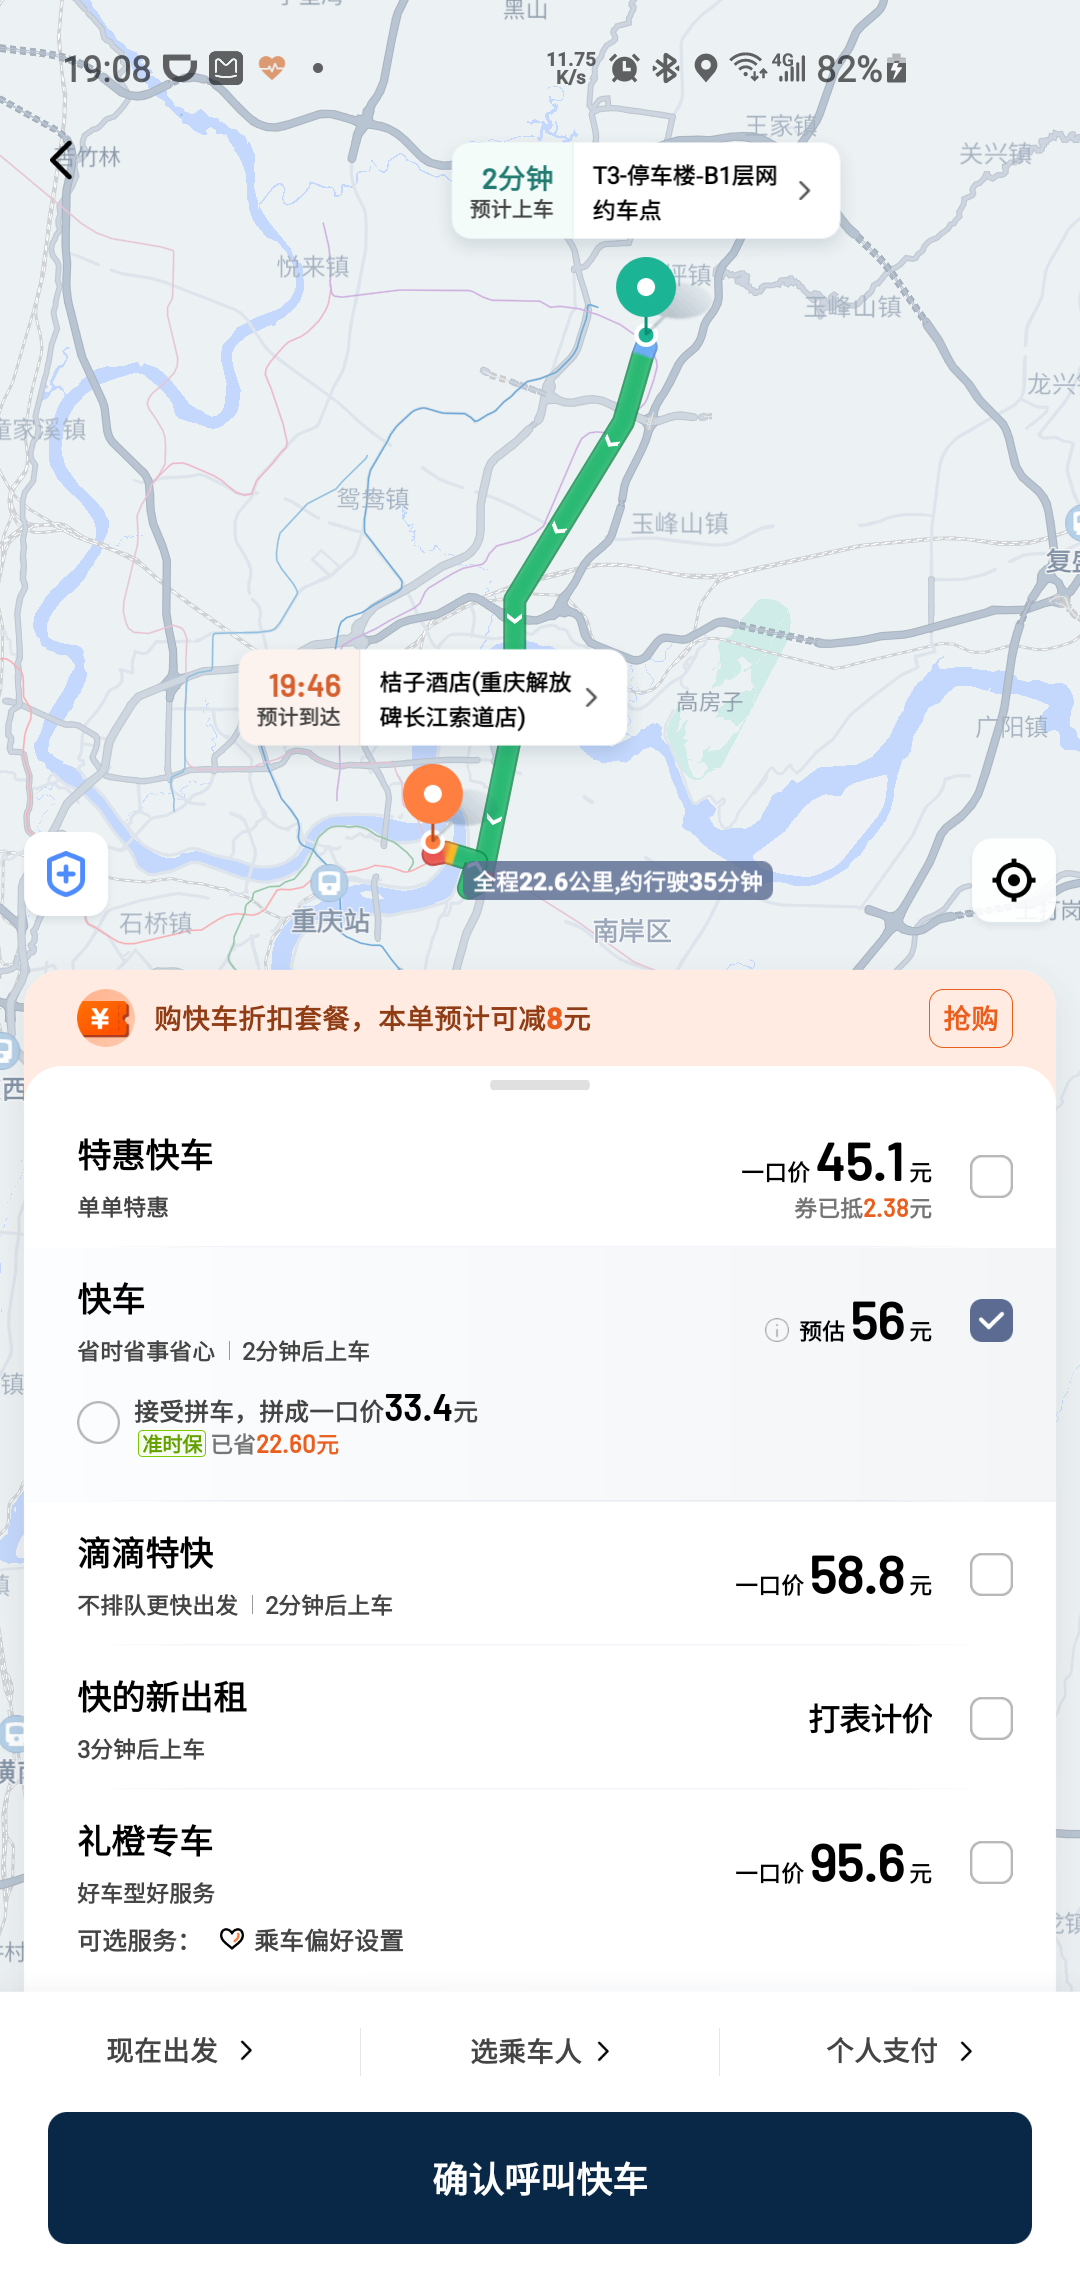 黑山
19:08
11.75
K/s
4G
82%
王家镇
关兴镇
2分钟
预计上车
T3-停车楼-B1层网
约车点
悦来镇
玉峰山镇
龙兴
童家溪镇
鸳鸯镇
玉峰山镇
复盛
19:46
预计到达
桔子酒店(重庆解放
碑长江索道店)
高房子
广阳镇
全程22.6公里,约行驶35分钟
石桥镇
重庆站
南岸区
购快车折扣套餐，本单预计可减8元
抢购
西
特惠快车
单单特惠
一口价45.1元
券已抵2.38元
快车
省时省事省心
2分钟后上车
预估56元
镇
接受拼车，拼成一口价33.4元
准时保
已省22.60元
滴滴特快
不排队更快出发
2分钟后上车
一口价58.8元
快的新出租
3分钟后上车
打表计价
礼橙专车
好车型好服务
一口价95.6元
可选服务：
乘车偏好设置
现在出发
选乘车人
个人支付
确认呼叫快车